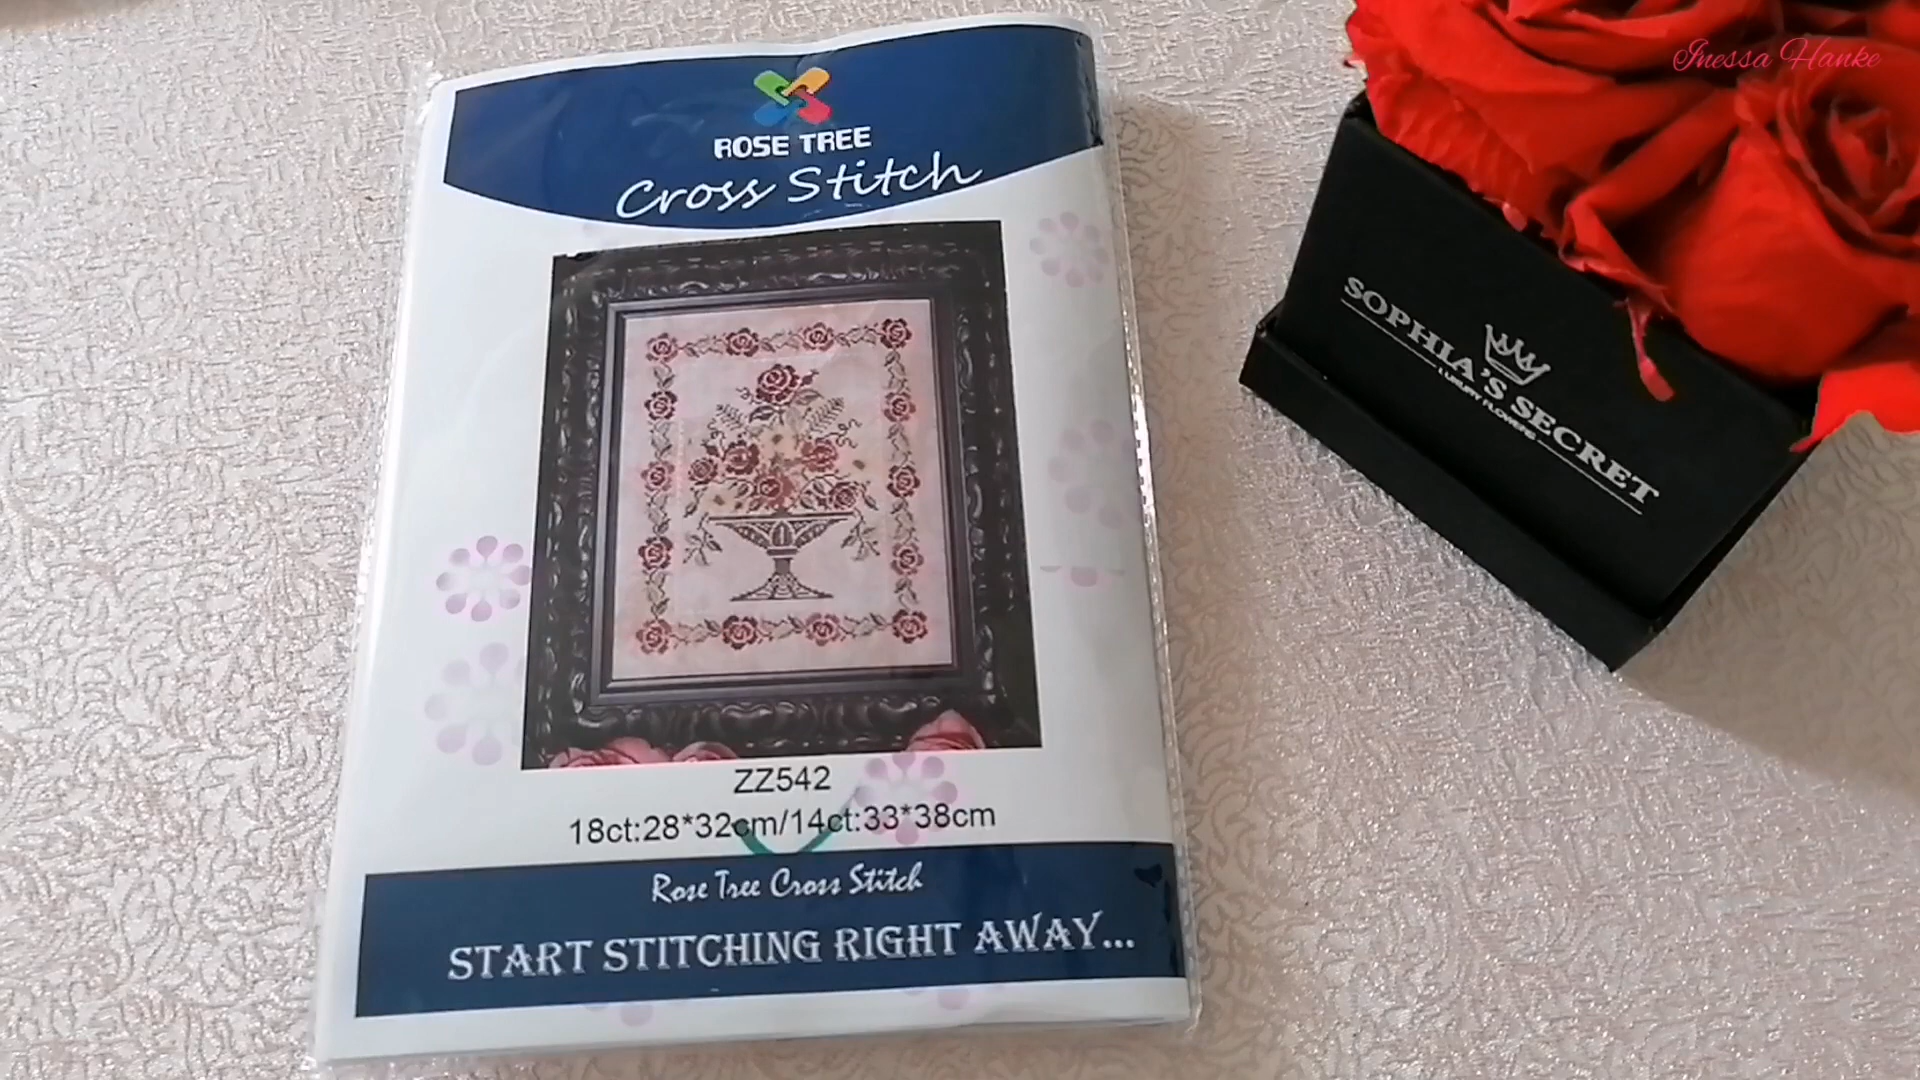 ROSE TREE
Cross Stitch
ZZ542
18ct:28*32cm/14ct:33*38cm
Rose Tree Cross Stitch
START STITCHING RIGHT AWAY...
Inessa Hanke
SOPHIA'S SECRET
LUXURY FLOWERS